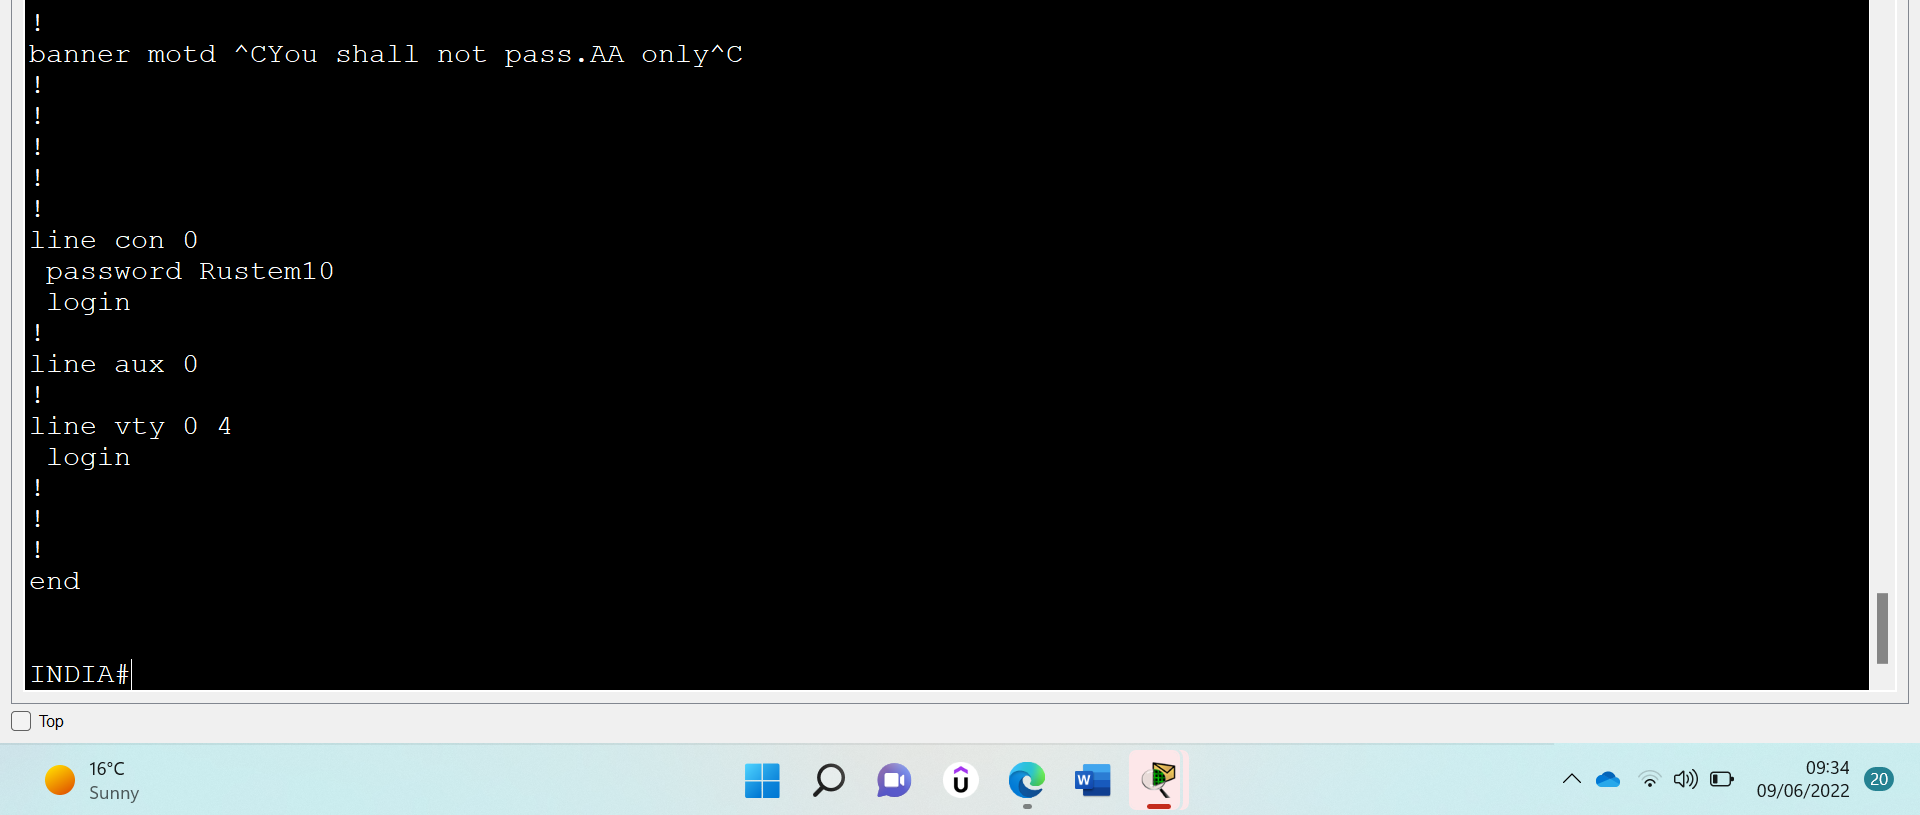 !
banner motd ^CYou shall not pass.AA only^C
!
!
!
!
!
line con 0
 password Rustem10
 login
!
line aux 0
!
line vty 0 4
 login
!
!
!
end
INDIA#
Top
16°C
Sunny
W
09:34
09/06/2022
20